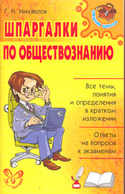 Г. Н. Михайлов
ШПАРГАЛКИ
ПО ОБЩЕСТВОЗНАНИЮ
Все темы,
понятия
и определения
в кратком
изложении
Ответы
на вопросы
к экзаменам